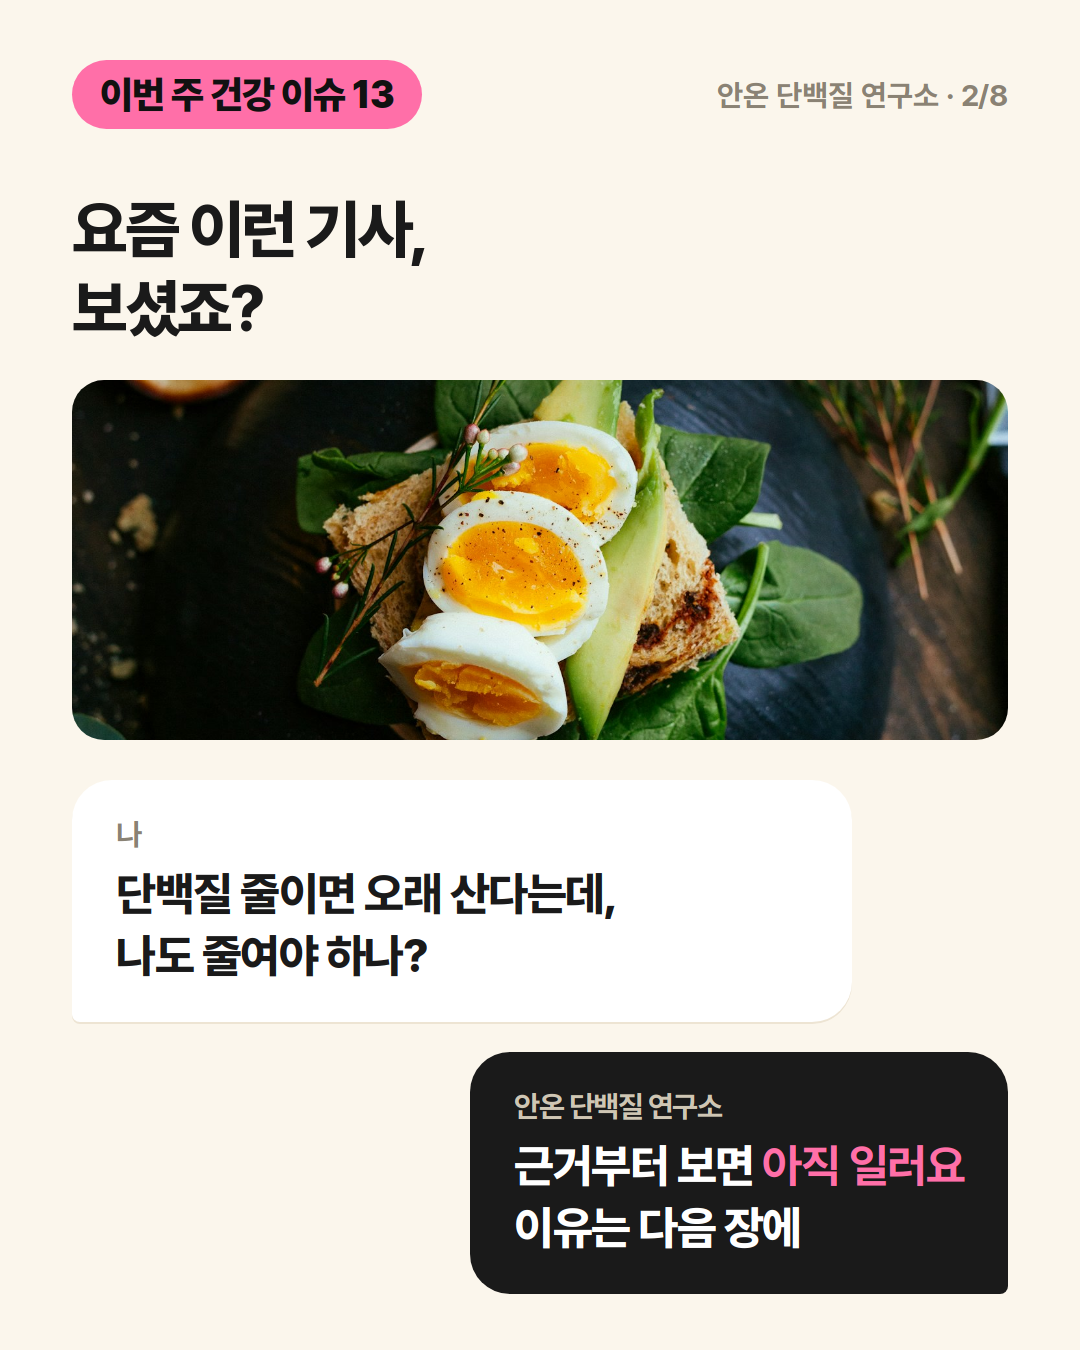 이번 주 건강 이슈 13
안온 단백질 연구소 · 2/8
요즘 이런 기사,
보셨죠?
나
단백질 줄이면 오래 산다는데,
나도 줄여야 하나?
안온 단백질 연구소
근거부터 보면 아직 일러요
이유는 다음 장에